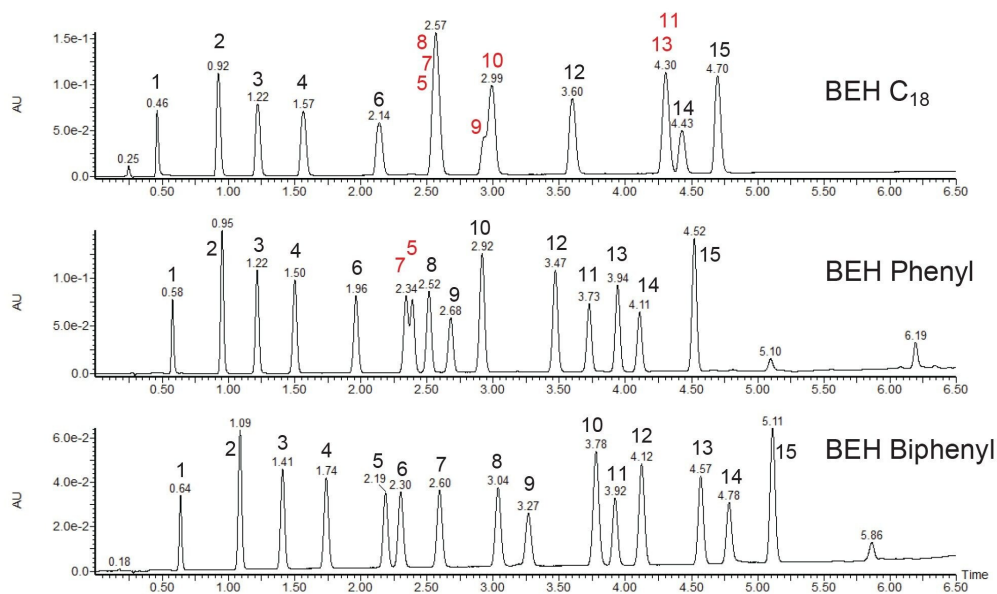 11
8 2.57
2 13 15
1.5e-1 7 10 4.30 4.70
0.92 5 2.99 12
1 3 4 3.60 BEH C18
1.0e-1 0.46 1.22 1.57 6 14
AU 2.14 9 4.43
5.0e-2 0.25
0.0
0.50 1.00 1.50 2.00 2.50 3.00 3.50 4.00 4.50 5.00 5.50 6.00 6.50
0.95 10 4.52
2 3 4 5 2.92 12 13 15
1 1.22 1.50 6 7 8 3.47 11 3.94 14 BEH Phenyl
1.0e-1 0.58 1.96 2.34 2.52 9 3.73 4.11
AU 2.68
5.0e-2 5.10 6.19
0.0
0.50 1.00 1.50 2.00 2.50 3.00 3.50 4.00 4.50 5.00 5.50 6.00 6.50
1.09 5.11
6.0e-2 2 3 10 12 15 BEH Biphenyl
1 1.41 4 5 6 7 8 3.78 11 4.12 13 14
4.0e-2 0.64 1.74 2.19 2.30 2.60 3.04 9 3.92 4.57 4.78
AU 3.27
2.0e-2 5.86
0.18
0.0 Time
0.50 1.00 1.50 2.00 2.50 3.00 3.50 4.00 4.50 5.00 5.50 6.00 6.50